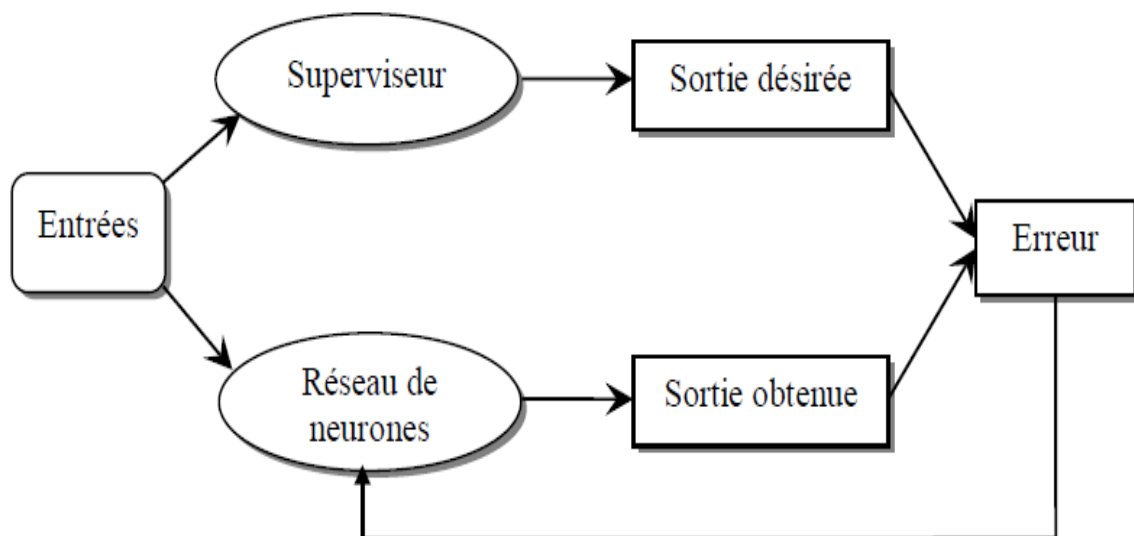 Superviseur
Sortie désirée
Entrées
Erreur
Réseau de
neurones
Sortie obtenue